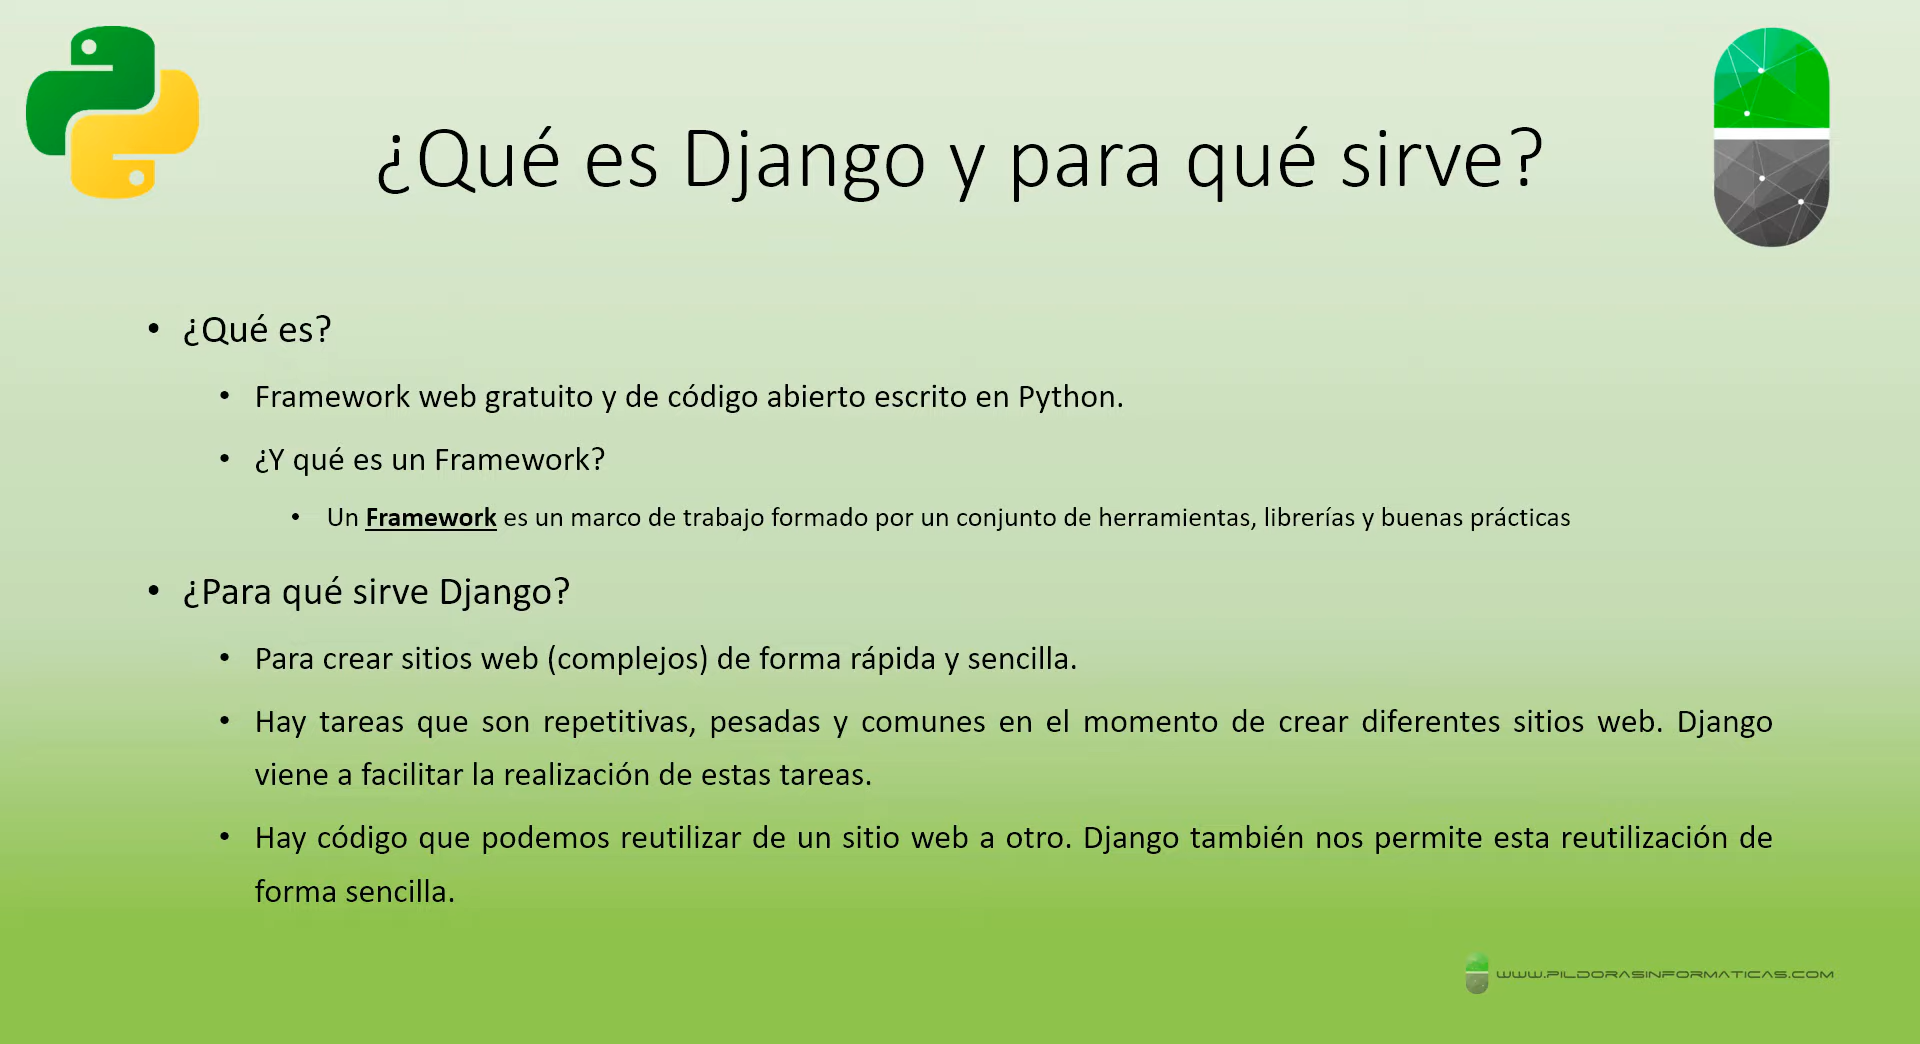 ¿Qué es Django y para qué sirve?
• ¿Qué es?
• Framework web gratuito y de código abierto escrito en Python.
• ¿Y qué es un Framework?
• Un Framework es un marco de trabajo formado por un conjunto de herramientas, librerías y buenas prácticas
• ¿Para qué sirve Django?
• Para crear sitios web (complejos) de forma rápida y sencilla.
• Hay tareas que son repetitivas, pesadas y comunes en el momento de crear diferentes sitios web. Django
viene a facilitar la realización de estas tareas.
• Hay código que podemos reutilizar de un sitio web a otro. Django también nos permite esta reutilización de
forma sencilla.
WWW.PILDORASINFORMATICAS.COM